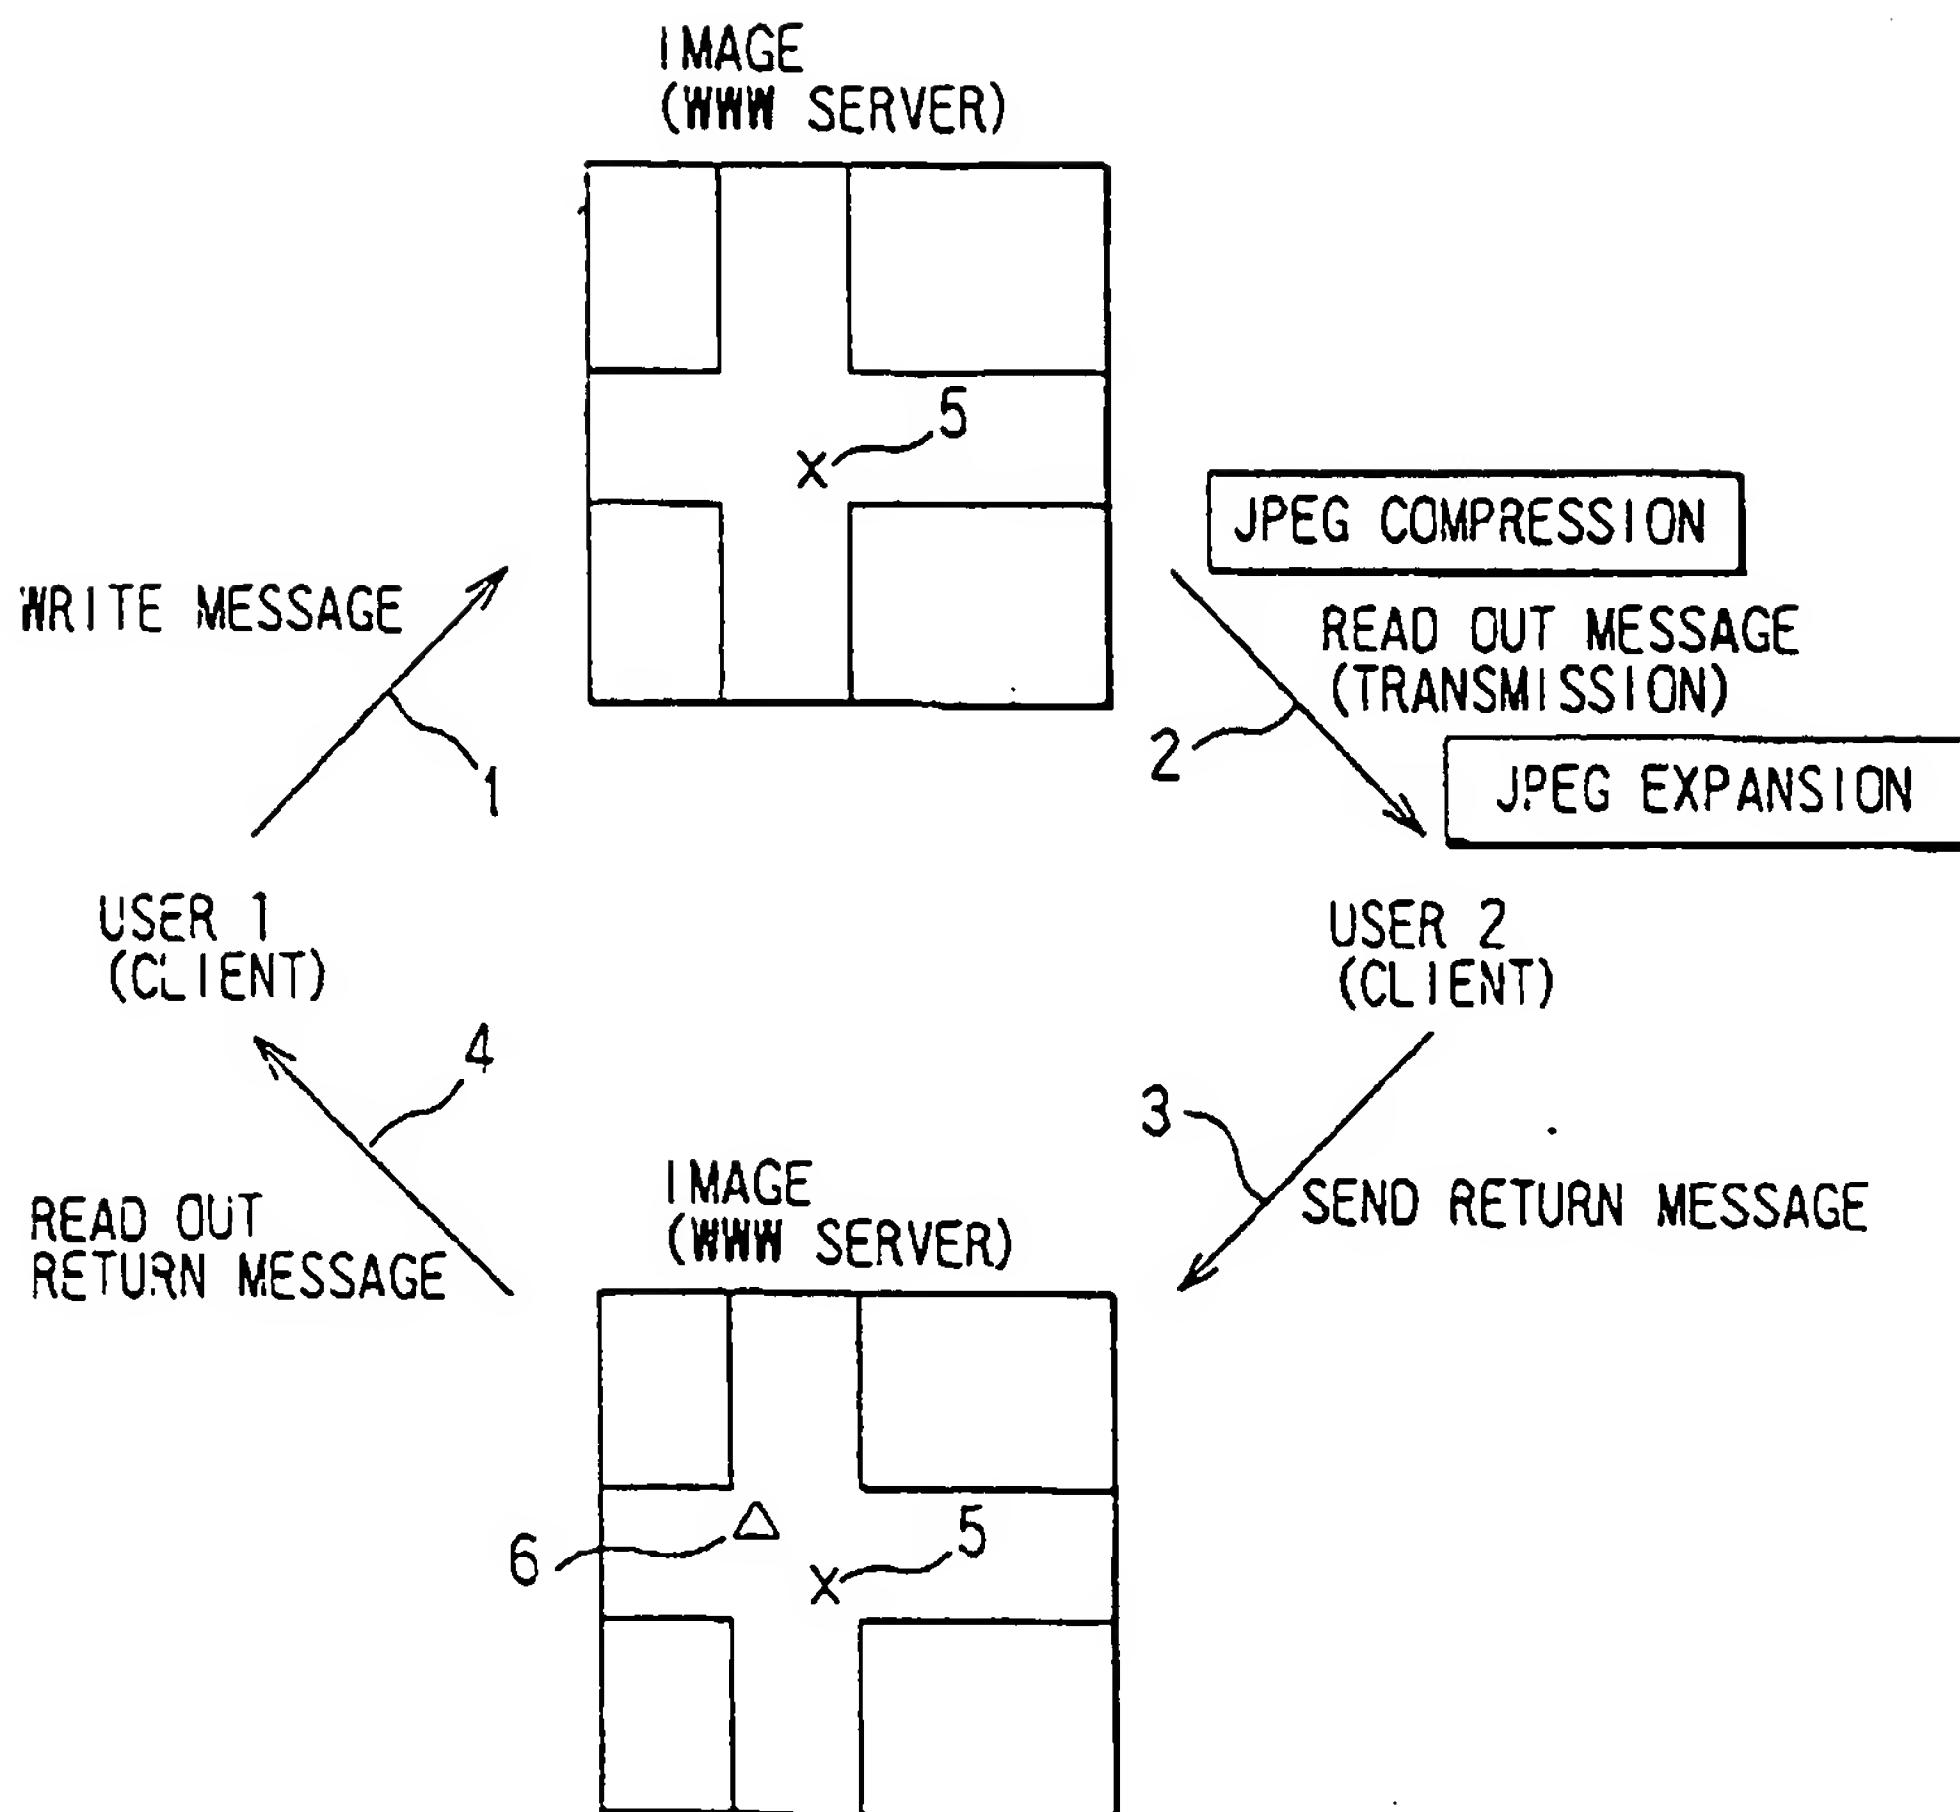 IMAGE
(WWW SERVER)
5
X
JPEG COMPRESSION
WRITE MESSAGE
READ OUT MESSAGE
(TRANSMISSION)
2
1
JPEG EXPANSION
USER 1
(CLIENT)
USER 2
(CLIENT)
4
3
IMAGE
(WWW SERVER)
SEND RETURN MESSAGE
READ OUT
RETURN MESSAGE
6
5
X